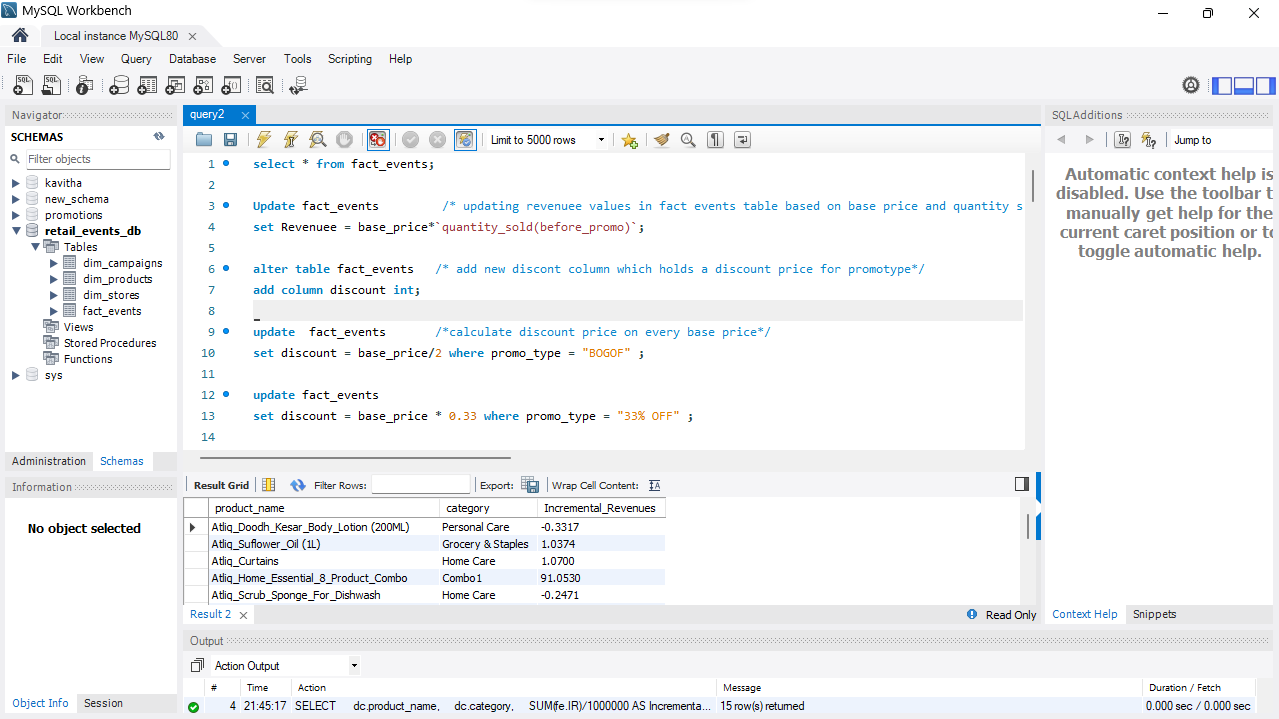 MySQL Workbench
Local instance MySQL80
File Edit View Query Database Server Tools Scripting Help
Navigator
SCHEMAS
Filter objects
kavitha
new_schema
promotions
retail_events_db
Tables
dim_campaigns
dim_products
dim_stores
fact_events
Views
Stored Procedures
Functions
sys
Administration Schemas
Information
No object selected
Object Info Session
query2
Limit to 5000 rows
1 select * from fact_events;
2
3 Update fact_events /* updating revenuee values in fact events table based on base price and quantity s
4 set Revenuee = base_price*`quantity_sold(before_promo)`;
5
6 alter table fact_events /* add new discont column which holds a discount price for promotype*/
7 add column discount int;
8
9 update fact_events /*calculate discount price on every base price*/
10 set discount = base_price/2 where promo_type = "BOGOF" ;
11
12 update fact_events
13 set discount = base_price * 0.33 where promo_type = "33% OFF" ;
14
Result Grid Filter Rows: Export: Wrap Cell Content:
product_name category Incremental_Revenues
Atliq_Doodh_Kesar_Body_Lotion (200ML) Personal Care -0.3317
Atliq_Suflower_Oil (1L) Grocery & Staples 1.0374
Atliq_Curtains Home Care 1.0700
Atliq_Home_Essential_8_Product_Combo Combo1 91.0530
Atliq_Scrub_Sponge_For_Dishwash Home Care -0.2471
Result 2 Read Only
Output
Action Output
# Time Action Message Duration / Fetch
4 21:45:17 SELECT dc.product_name, dc.category, SUM(fe.IR)/1000000 AS Incrementa... 15 row(s) returned 0.000 sec / 0.000 sec
SQLAdditions
Jump to
Automatic context help is
disabled. Use the toolbar t
manually get help for the
current caret position or to
toggle automatic help.
Context Help Snippets